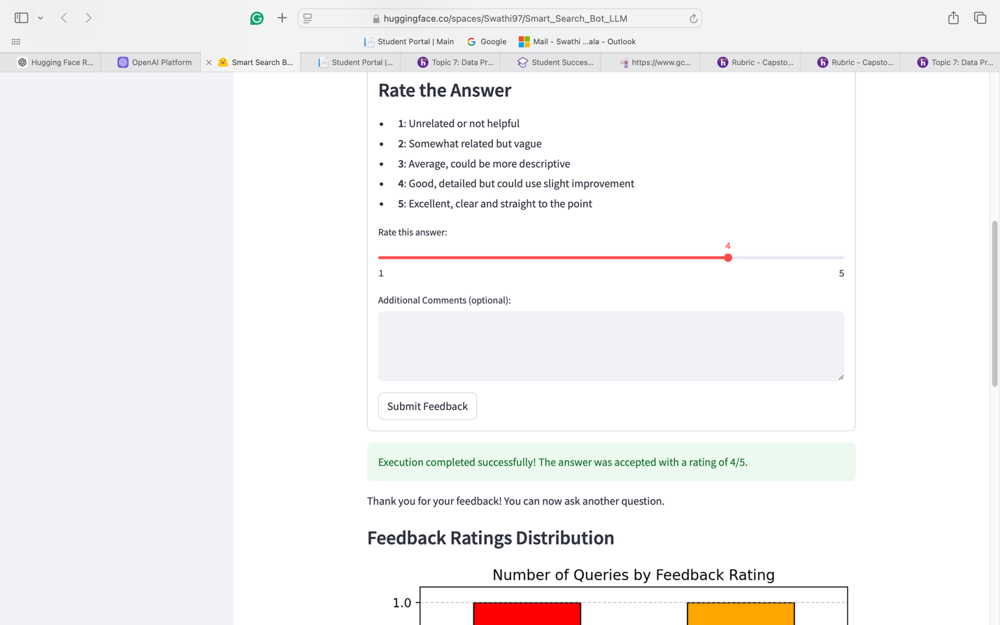 huggingface.co/spaces/Swathi97/Smart_Search_Bot_LLM
Student Portal | Main
Google
Mail - Swathi ...ala - Outlook
Hugging Face R...
OpenAI Platform
Smart Search B...
Student Portal |...
Topic 7: Data Pr...
Student Succes...
https://www.gc...
Rubric - Capsto...
Rubric - Capsto...
Topic 7: Data Pr...
Rate the Answer
• 1: Unrelated or not helpful
• 2: Somewhat related but vague
• 3: Average, could be more descriptive
• 4: Good, detailed but could use slight improvement
• 5: Excellent, clear and straight to the point
Rate this answer:
4
1 5
Additional Comments (optional):
Submit Feedback
Execution completed successfully! The answer was accepted with a rating of 4/5.
Thank you for your feedback! You can now ask another question.
Feedback Ratings Distribution
Number of Queries by Feedback Rating
1.0